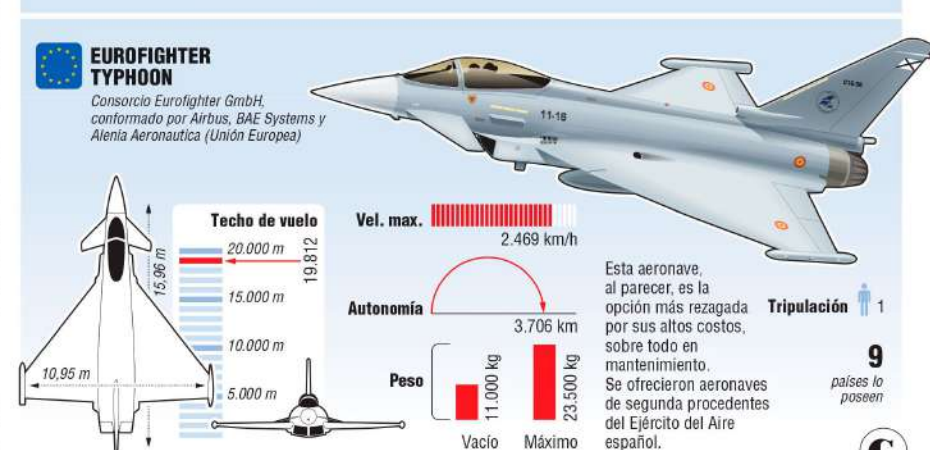 EUROFIGHTER
TYPHOON
Consorcio Eurofighter GmbH,
conformado por Airbus, BAE Systems y
Alenia Aeronautica (Unión Europea)
11-16
15,96 m
10,95 m
Techo de vuelo
20.000 m
19.812
15.000 m
10.000 m
5.000 m
Vel. max.
2.469 km/h
Autonomía
3.706 km
Peso
11.000 kg
23.500 kg
Vacío
Máximo
Esta aeronave,
al parecer, es la
opción más rezagada
por sus altos costos,
sobre todo en
mantenimiento.
Se ofrecieron aeronaves
de segunda procedentes
del Ejército del Aire
español.
Tripulación 1
9
países lo
poseen